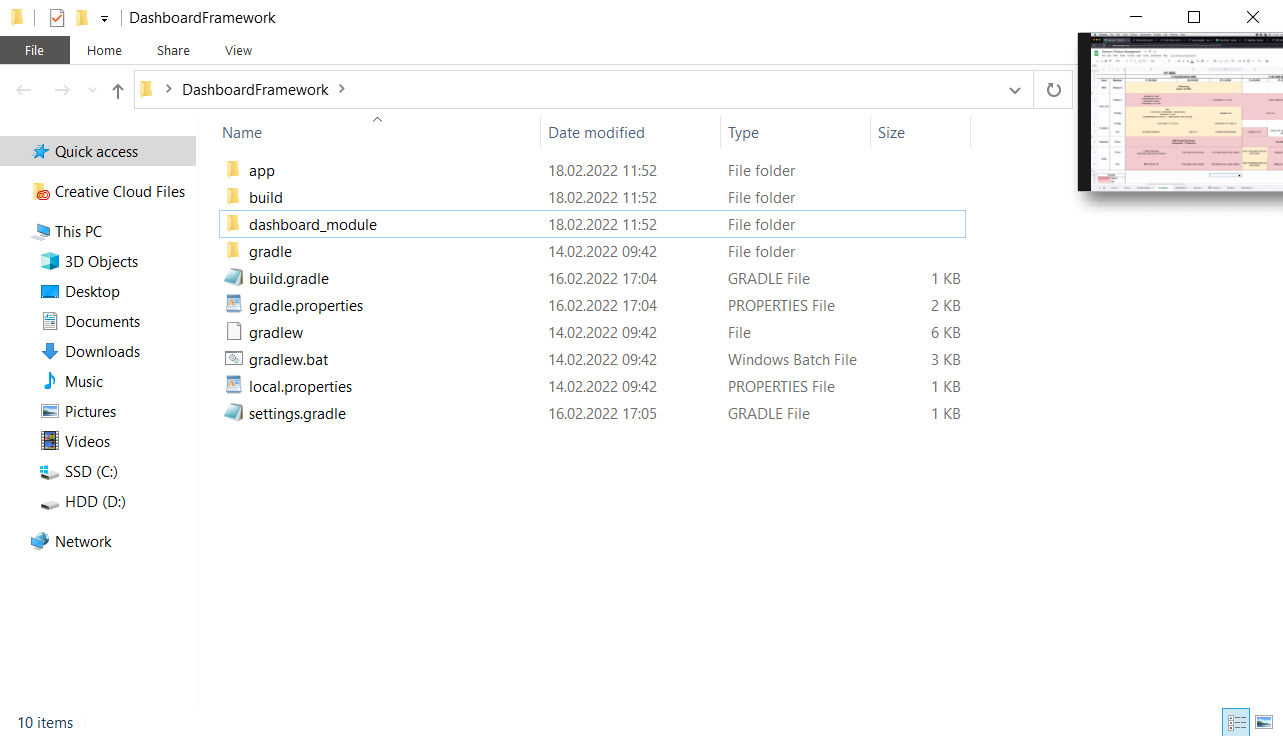 DashboardFramework
File Home Share View
DashboardFramework
Name Date modified Type Size
Quick access
Creative Cloud Files
This PC
3D Objects
Desktop
Documents
Downloads
Music
Pictures
Videos
SSD (C:)
HDD (D:)
Network
app 18.02.2022 11:52 File folder
build 18.02.2022 11:52 File folder
dashboard_module 18.02.2022 11:52 File folder
gradle 14.02.2022 09:42 File folder
build.gradle 16.02.2022 17:04 GRADLE File 1 KB
gradle.properties 16.02.2022 17:04 PROPERTIES File 2 KB
gradlew 14.02.2022 09:42 File 6 KB
gradlew.bat 14.02.2022 09:42 Windows Batch File 3 KB
local.properties 14.02.2022 09:42 PROPERTIES File 1 KB
settings.gradle 16.02.2022 17:05 GRADLE File 1 KB
10 items